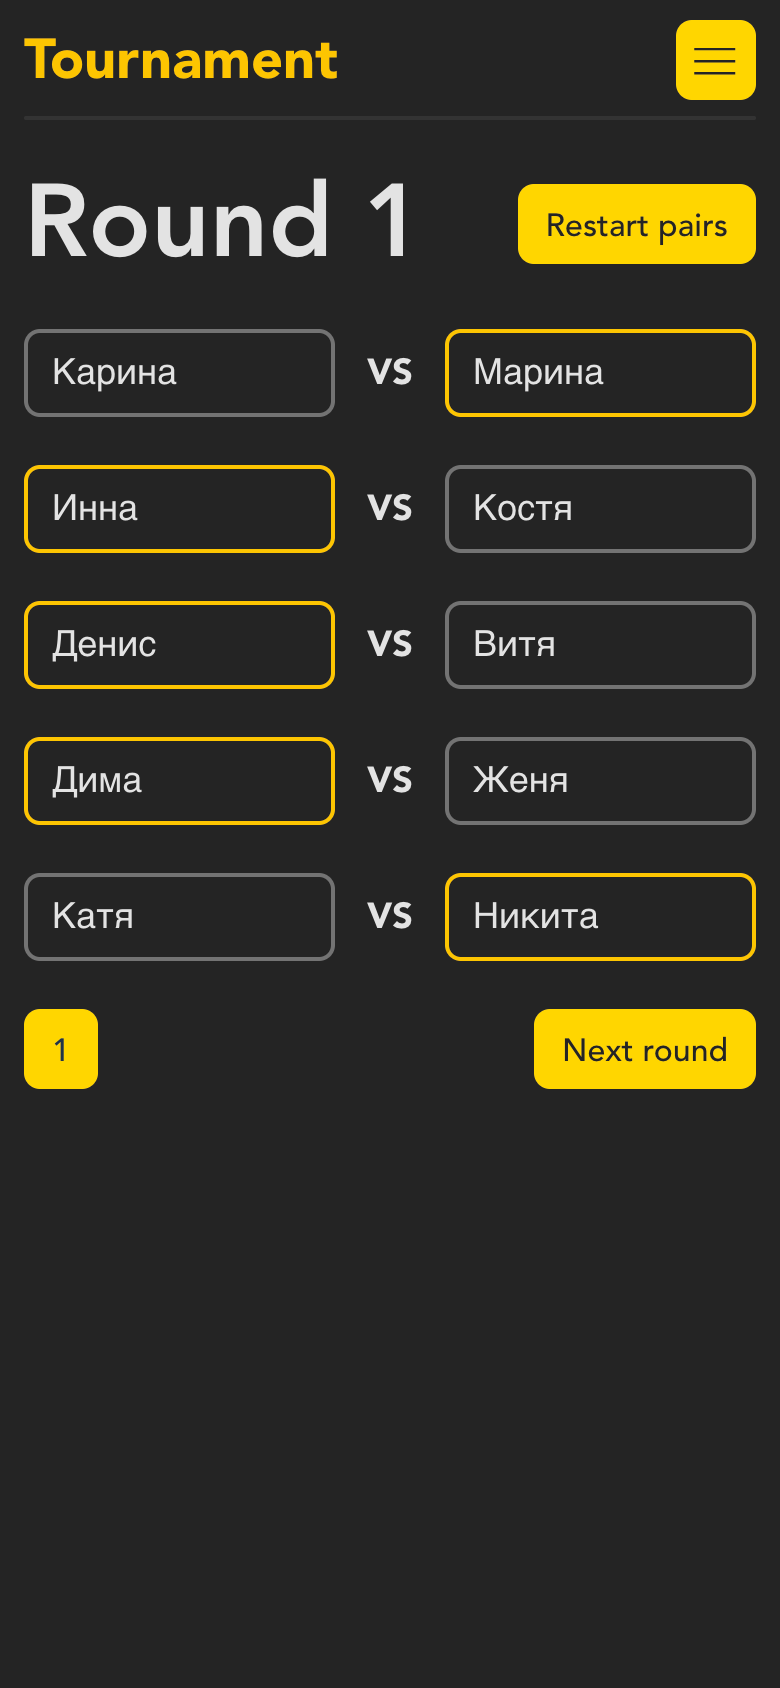 Tournament
Round 1
Restart pairs
Карина VS Марина
Инна VS Костя
Денис VS Витя
Дима VS Женя
Катя VS Никита
1
Next round